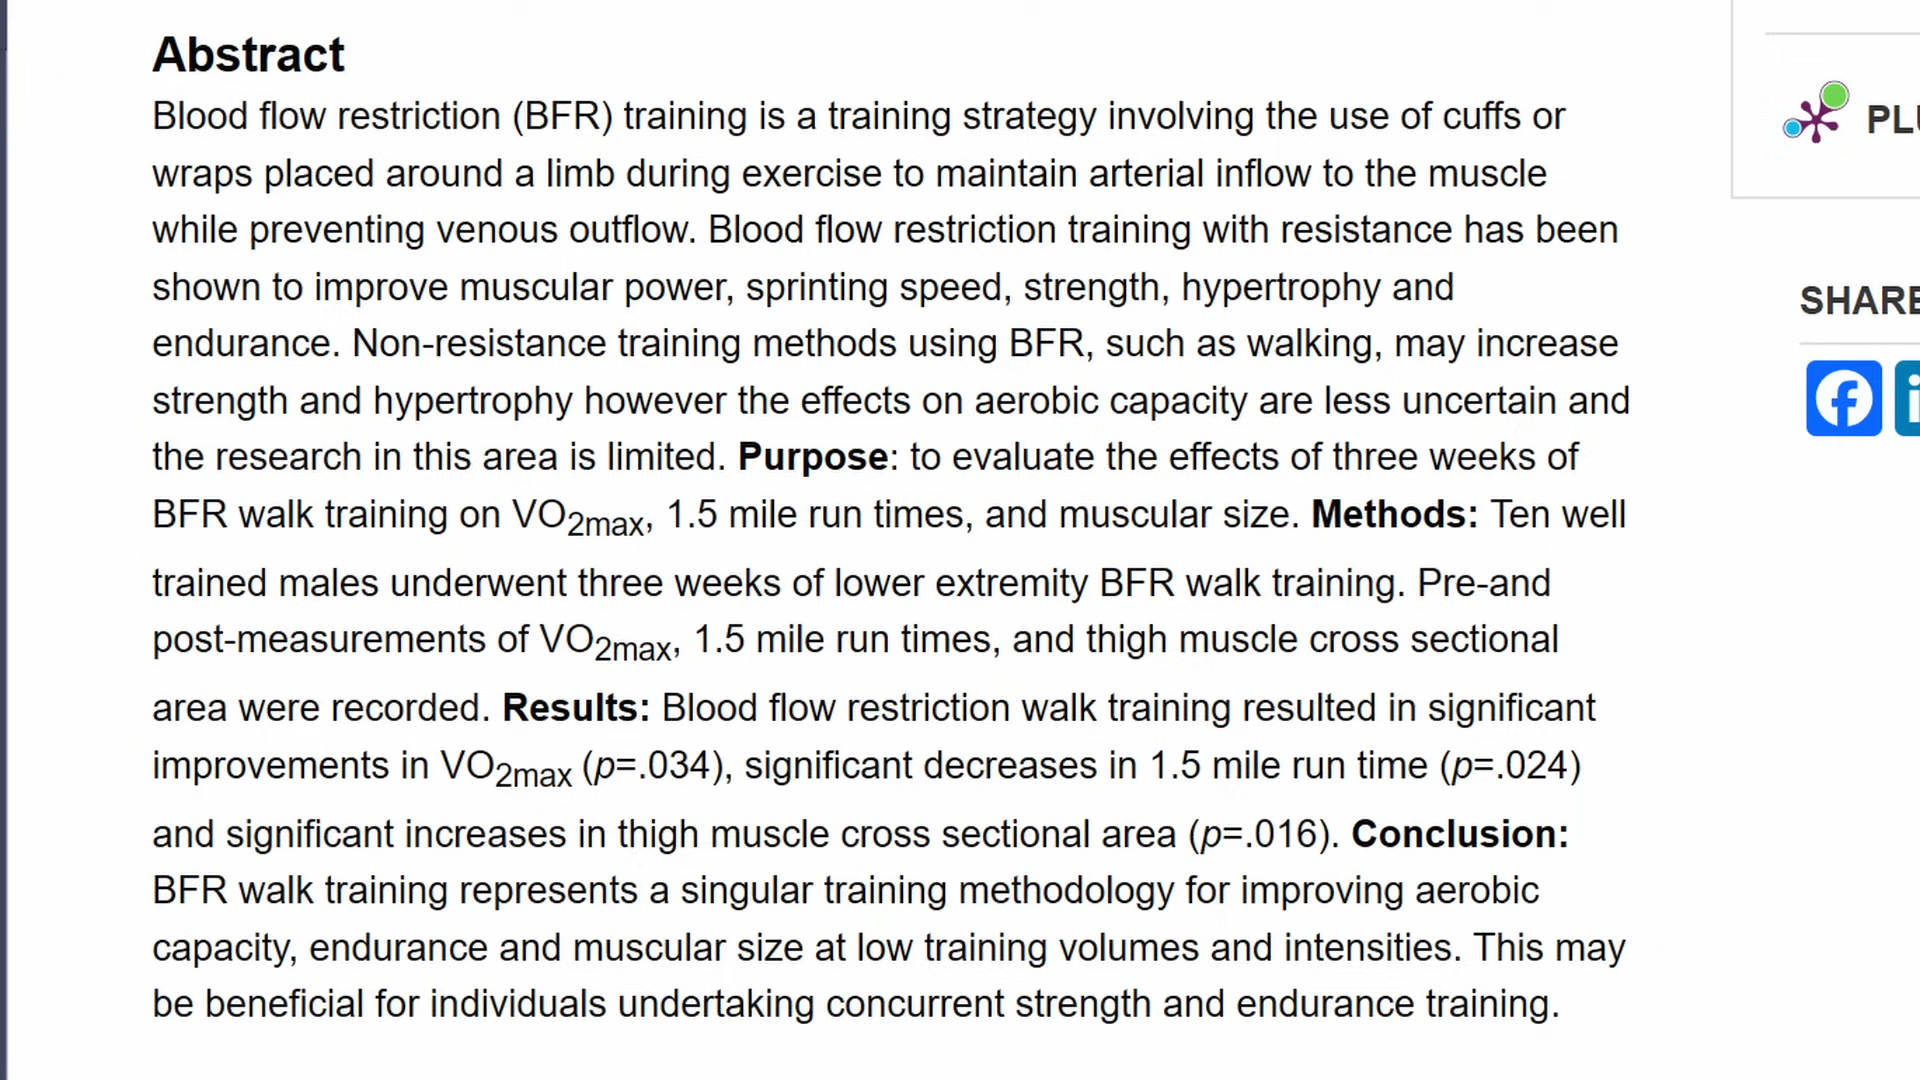 Abstract
Blood flow restriction (BFR) training is a training strategy involving the use of cuffs or
wraps placed around a limb during exercise to maintain arterial inflow to the muscle
while preventing venous outflow. Blood flow restriction training with resistance has been
shown to improve muscular power, sprinting speed, strength, hypertrophy and
endurance. Non-resistance training methods using BFR, such as walking, may increase
strength and hypertrophy however the effects on aerobic capacity are less uncertain and
the research in this area is limited. Purpose: to evaluate the effects of three weeks of
BFR walk training on VO2max, 1.5 mile run times, and muscular size. Methods: Ten well
trained males underwent three weeks of lower extremity BFR walk training. Pre-and
post-measurements of VO2max, 1.5 mile run times, and thigh muscle cross sectional
area were recorded. Results: Blood flow restriction walk training resulted in significant
improvements in VO2max (p=.034), significant decreases in 1.5 mile run time (p=.024)
and significant increases in thigh muscle cross sectional area (p=.016). Conclusion:
BFR walk training represents a singular training methodology for improving aerobic
capacity, endurance and muscular size at low training volumes and intensities. This may
be beneficial for individuals undertaking concurrent strength and endurance training.
PLU
SHARE